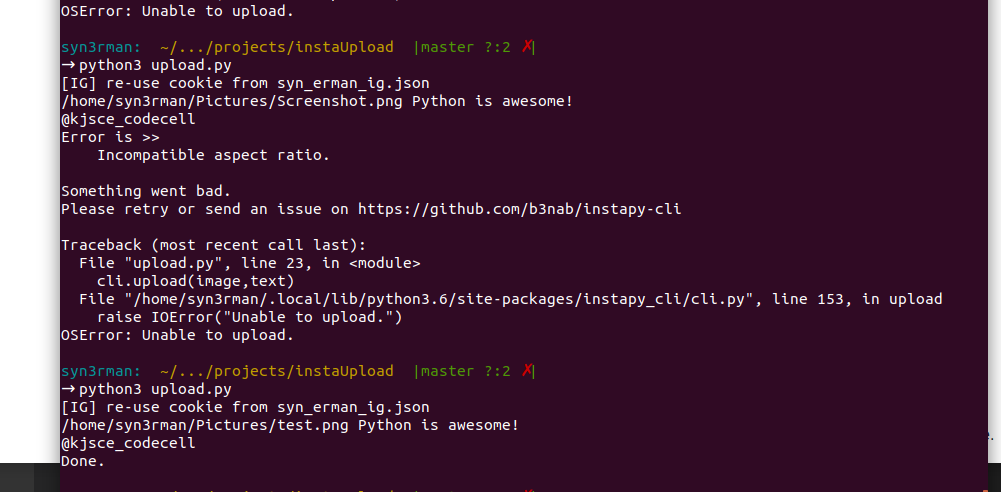 OSError: Unable to upload.
syn3rman: ~/.../projects/instaUpload |master ?:2 ✗|
→python3 upload.py
[IG] re-use cookie from syn_erman_ig.json
/home/syn3rman/Pictures/Screenshot.png Python is awesome!
@kjsce_codecell
Error is >>
Incompatible aspect ratio.
Something went bad.
Please retry or send an issue on https://github.com/b3nab/instapy-cli
Traceback (most recent call last):
File "upload.py", line 23, in <module>
cli.upload(image,text)
File "/home/syn3rman/.local/lib/python3.6/site-packages/instapy_cli/cli.py", line 153, in upload
raise IOError("Unable to upload.")
OSError: Unable to upload.
syn3rman: ~/.../projects/instaUpload |master ?:2 ✗|
→python3 upload.py
[IG] re-use cookie from syn_erman_ig.json
/home/syn3rman/Pictures/test.png Python is awesome!
@kjsce_codecell
Done.